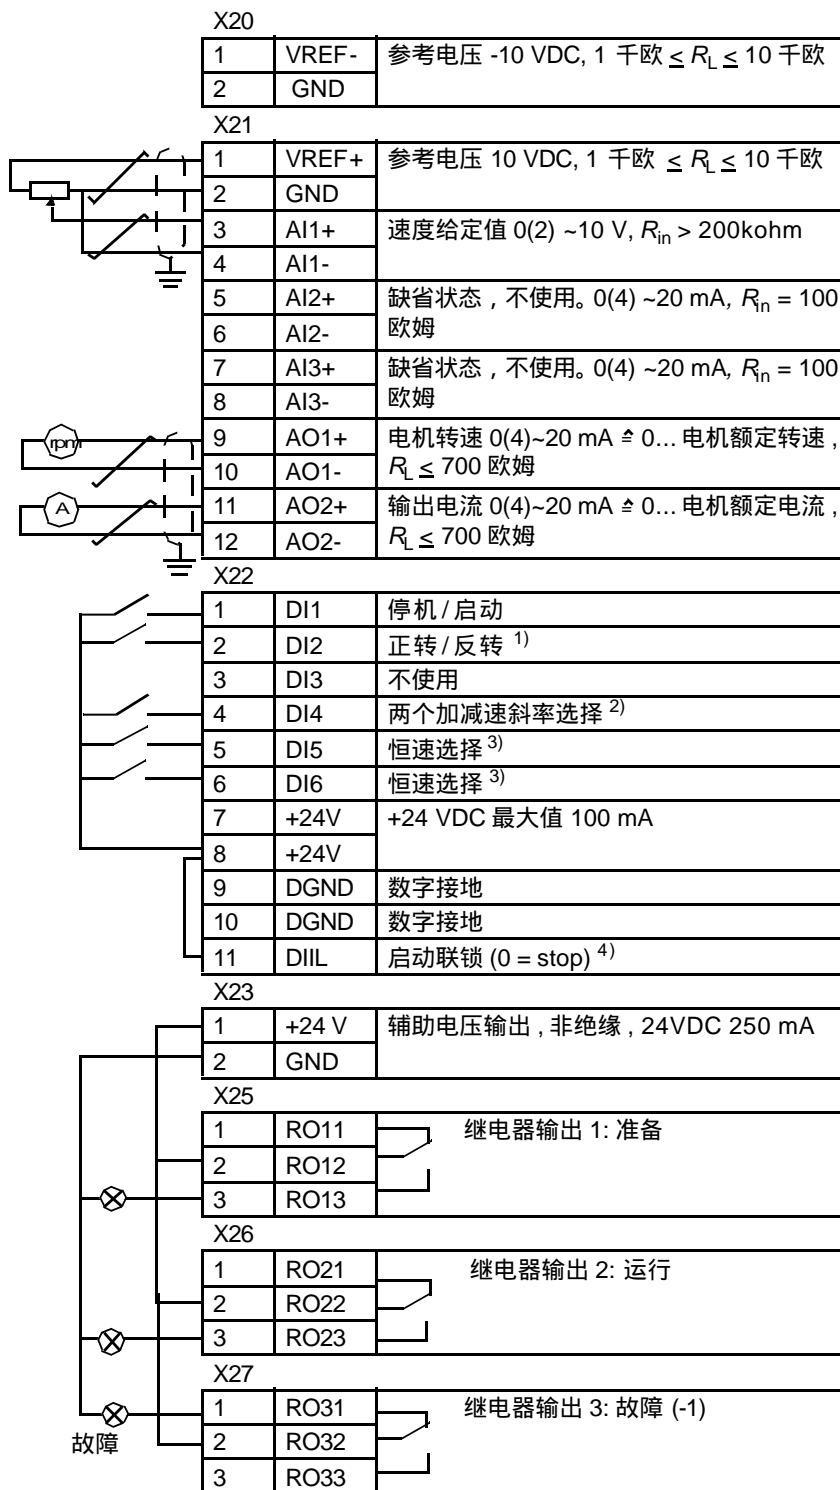 X20
1 VREF- 参考电压 -10 VDC, 1 千欧 ≤ RL ≤ 10 千欧
2 GND
X21
1 VREF+ 参考电压 10 VDC, 1 千欧 ≤ RL ≤ 10 千欧
2 GND
3 AI1+ 速度给定值 0(2) ~10 V, Rin > 200kohm
4 AI1-
5 AI2+ 缺省状态，不使用。0(4) ~20 mA, Rin = 100
6 AI2- 欧姆
7 AI3+ 缺省状态，不使用。0(4) ~20 mA, Rin = 100
8 AI3- 欧姆
rpm 9 AO1+ 电机转速 0(4)~20 mA ≙ 0... 电机额定转速，
10 AO1- RL ≤ 700 欧姆
A 11 AO2+ 输出电流 0(4)~20 mA ≙ 0... 电机额定电流，
12 AO2- RL ≤ 700 欧姆
X22
1 DI1 停机 / 启动
2 DI2 正转 / 反转 1)
3 DI3 不使用
4 DI4 两个加减速斜率选择 2)
5 DI5 恒速选择 3)
6 DI6 恒速选择 3)
7 +24V +24 VDC 最大值 100 mA
8 +24V
9 DGND 数字接地
10 DGND 数字接地
11 DIIL 启动联锁 (0 = stop) 4)
X23
1 +24 V 辅助电压输出 , 非绝缘 , 24VDC 250 mA
2 GND
X25
1 RO11 继电器输出 1: 准备
2 RO12
3 RO13
X26
1 RO21 继电器输出 2: 运行
2 RO22
3 RO23
X27
1 RO31 继电器输出 3: 故障 (-1)
故障 2 RO32
3 RO33